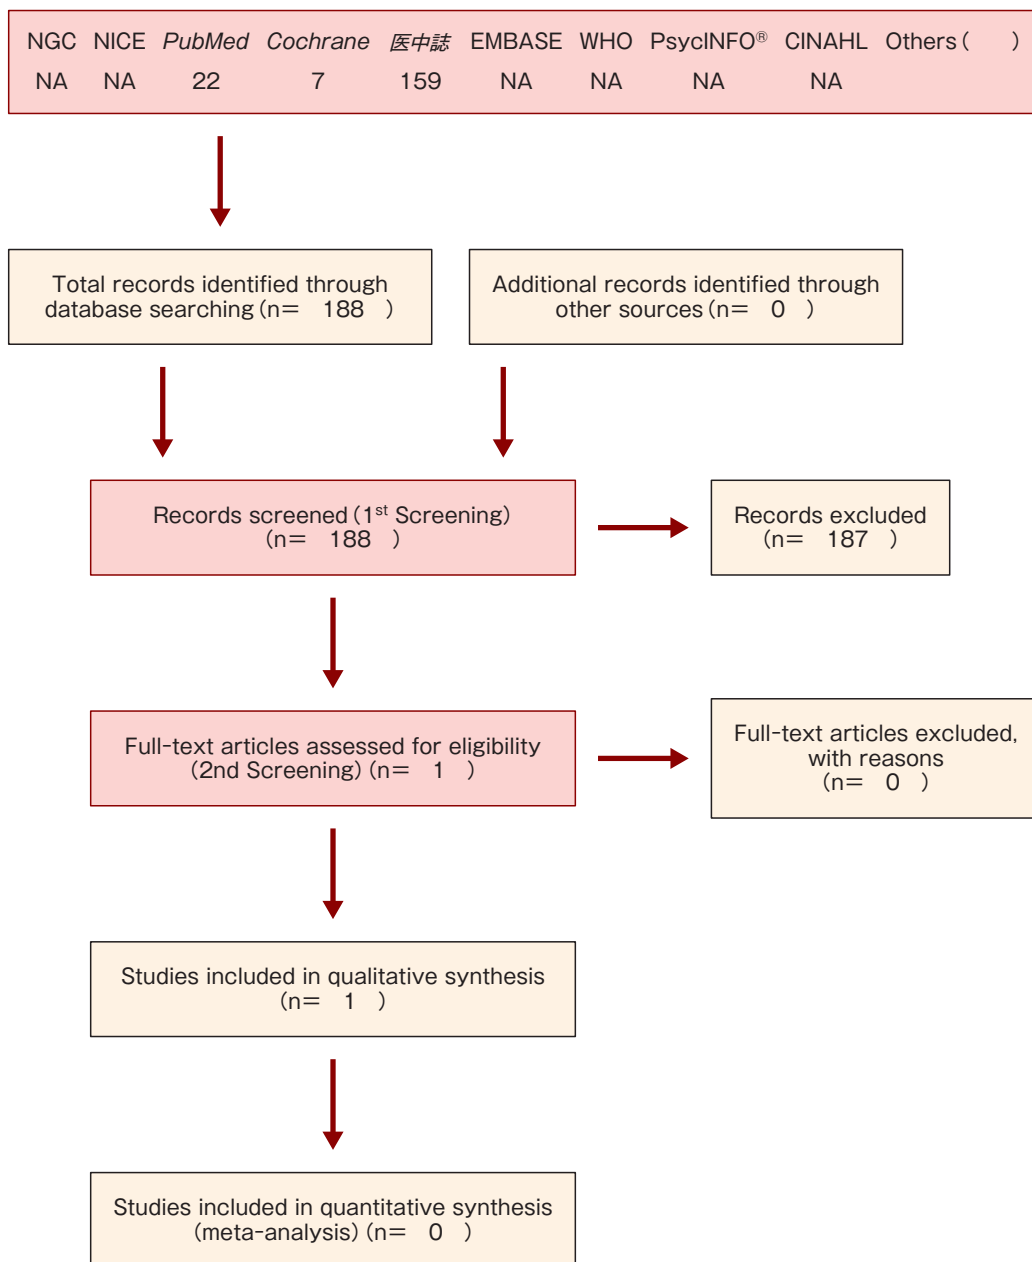 NGC NICE PubMed Cochrane 医中誌 EMBASE WHO PsycINFO® CINAHL Others( )
NA NA 22 7 159 NA NA NA NA
Total records identified through
database searching(n= 188 )
Additional records identified through
other sources(n= 0 )
Records screened(1st Screening)
(n= 188 )
Records excluded
(n= 187 )
Full-text articles assessed for eligibility
(2nd Screening)(n= 1 )
Full-text articles excluded,
with reasons
(n= 0 )
Studies included in qualitative synthesis
(n= 1 )
Studies included in quantitative synthesis
(meta-analysis)(n= 0 )